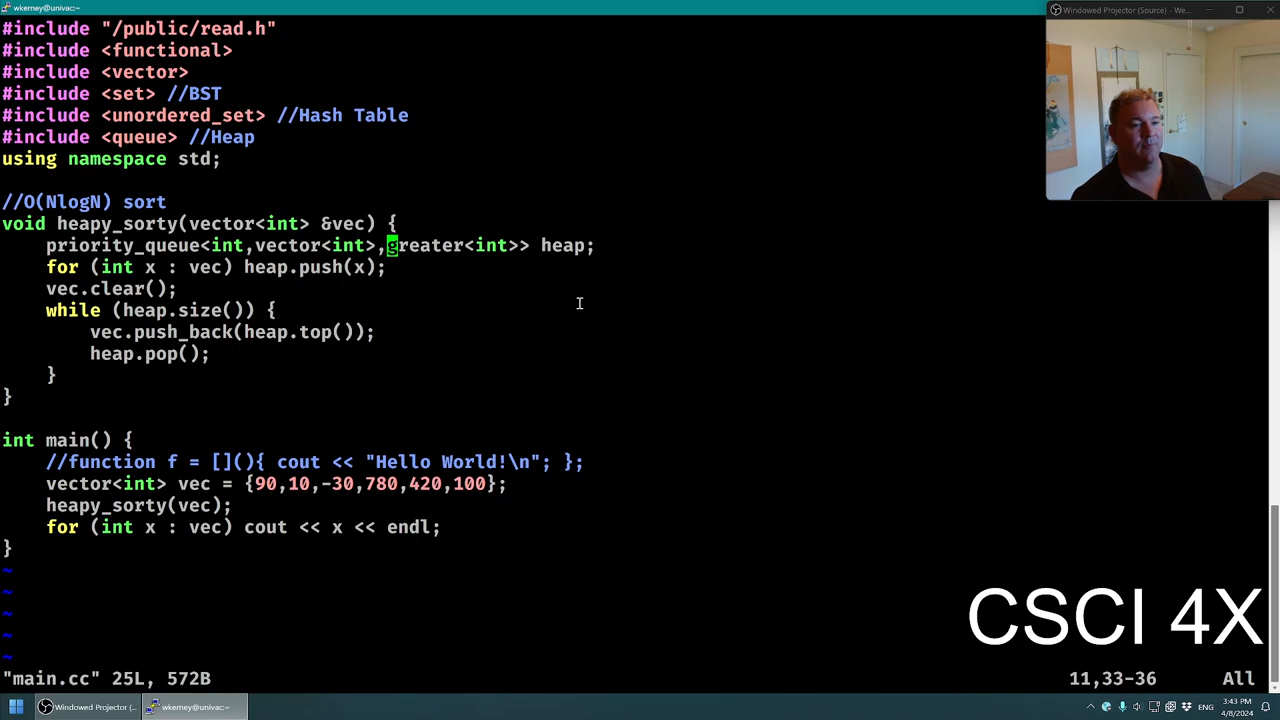 wkerney@univac:~
Windowed Projector (Source) - We...
#include "/public/read.h"
#include <functional>
#include <vector>
#include <set> //BST
#include <unordered_set> //Hash Table
#include <queue> //Heap
using namespace std;
//O(NlogN) sort
void heapy_sorty(vector<int> &vec) {
    priority_queue<int,vector<int>,greater<int>> heap;
    for (int x : vec) heap.push(x);
    vec.clear();
    while (heap.size()) {
        vec.push_back(heap.top());
        heap.pop();
    }
}
int main() {
    //function f = [](){ cout << "Hello World!\n"; };
    vector<int> vec = {90,10,-30,780,420,100};
    heapy_sorty(vec);
    for (int x : vec) cout << x << endl;
}
~
~
~
~
~
CSCI 4X
"main.cc" 25L, 572B
11,33-36
All
Windowed Projector (...
wkerney@univac:~
ENG
3:43 PM
4/8/2024